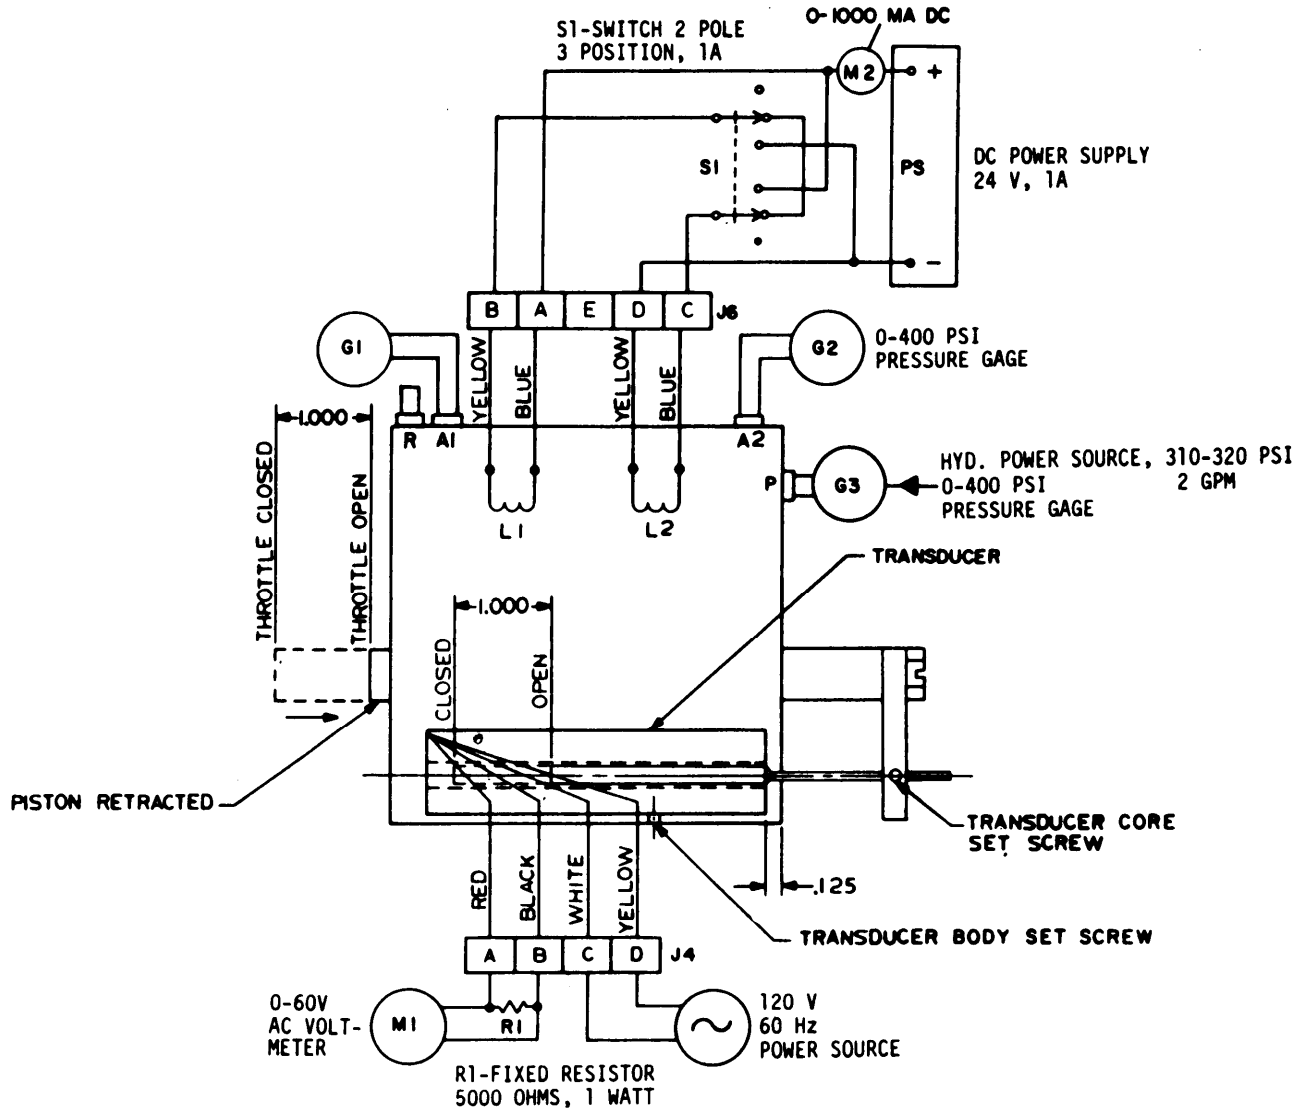 0-1000 MA DC
S1-SWITCH 2 POLE
3 POSITION, 1A
M2
+
S1
PS
DC POWER SUPPLY
24 V, 1A
−
B A E D C J6
G1
G2
0-400 PSI
PRESSURE GAGE
YELLOW
BLUE
YELLOW
BLUE
1.000
R A1
A2
THROTTLE CLOSED
THROTTLE OPEN
P
G3
HYD. POWER SOURCE, 310-320 PSI
0-400 PSI 2 GPM
PRESSURE GAGE
L1
L2
TRANSDUCER
1.000
CLOSED
OPEN
PISTON RETRACTED
TRANSDUCER CORE
SET SCREW
.125
RED
BLACK
WHITE
YELLOW
TRANSDUCER BODY SET SCREW
A B C D J4
0-60V
AC VOLT-
METER
M1
R1
120 V
60 Hz
POWER SOURCE
R1-FIXED RESISTOR
5000 OHMS, 1 WATT